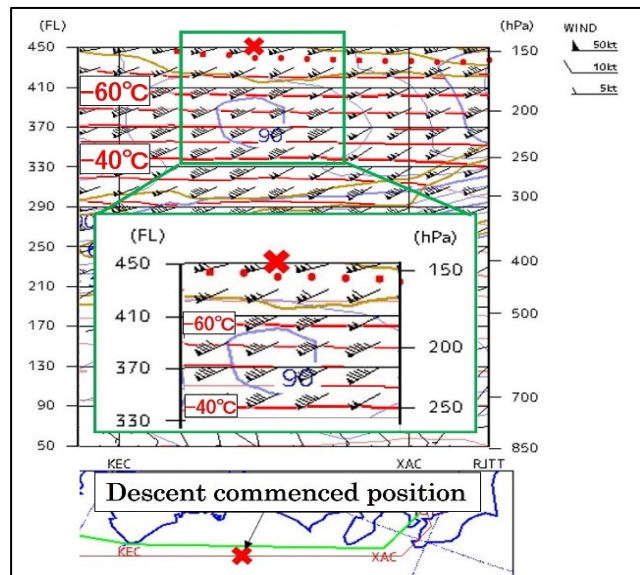 (FL)
(hPa)
WIND
450
150
50kt
10kt
5kt
410
−60℃
200
370
90
−40℃
250
330
300
290
250
400
210
500
170
130
700
90
50
850
(FL)
(hPa)
450
150
410
−60℃
200
370
90
−40℃
250
330
KEC
XAC
RJTT
Descent commenced position
KEC
XAC